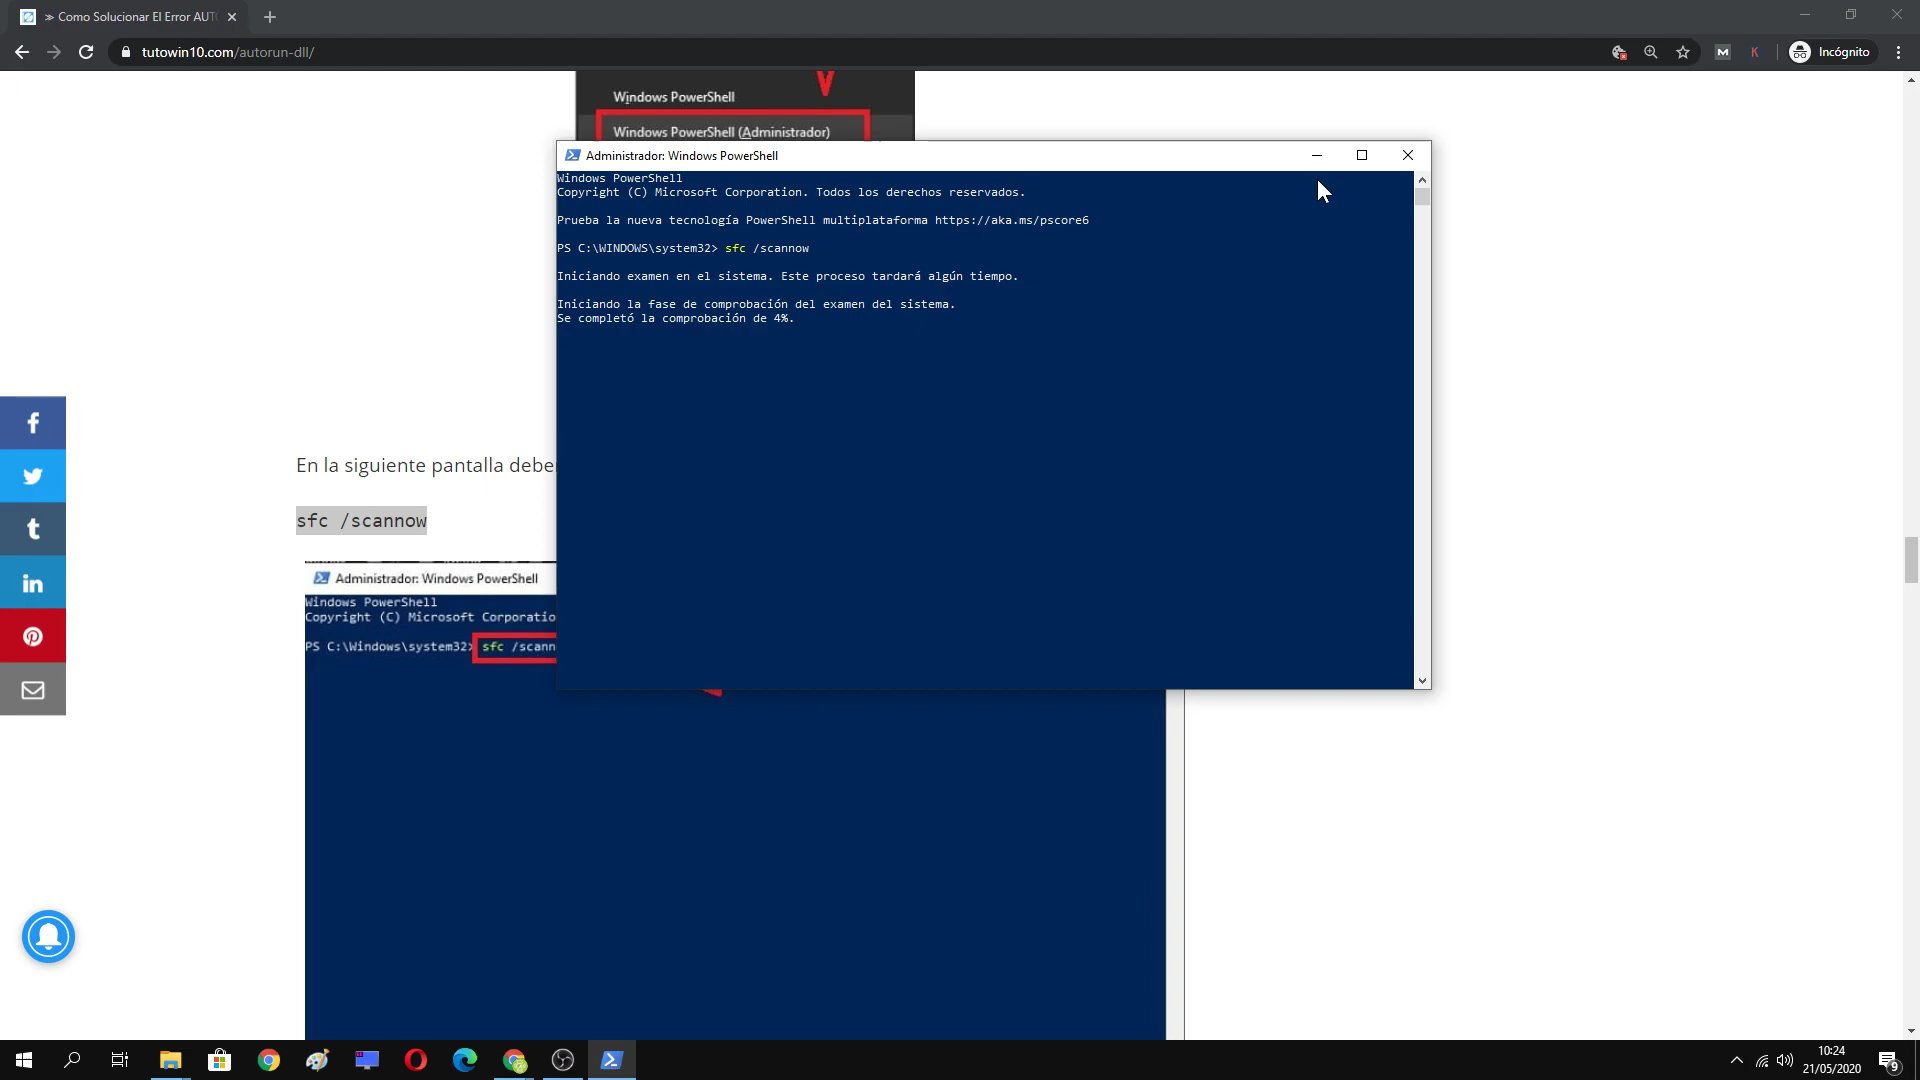 ≫ Como Solucionar El Error AUTO
tutowin10.com/autorun-dll/
M
K
Incógnito
Windows PowerShell
Windows PowerShell (Administrador)
Administrador: Windows PowerShell
Windows PowerShell
Copyright (C) Microsoft Corporation. Todos los derechos reservados.
Prueba la nueva tecnología PowerShell multiplataforma https://aka.ms/pscore6
PS C:\WINDOWS\system32> sfc /scannow
Iniciando examen en el sistema. Este proceso tardará algún tiempo.
Iniciando la fase de comprobación del examen del sistema.
Se completó la comprobación de 4%.
En la siguiente pantalla debe
sfc /scannow
Administrador: Windows PowerShell
Windows PowerShell
Copyright (C) Microsoft Corporatio
PS C:\Windows\system32> sfc /scann
10:24
21/05/2020
9